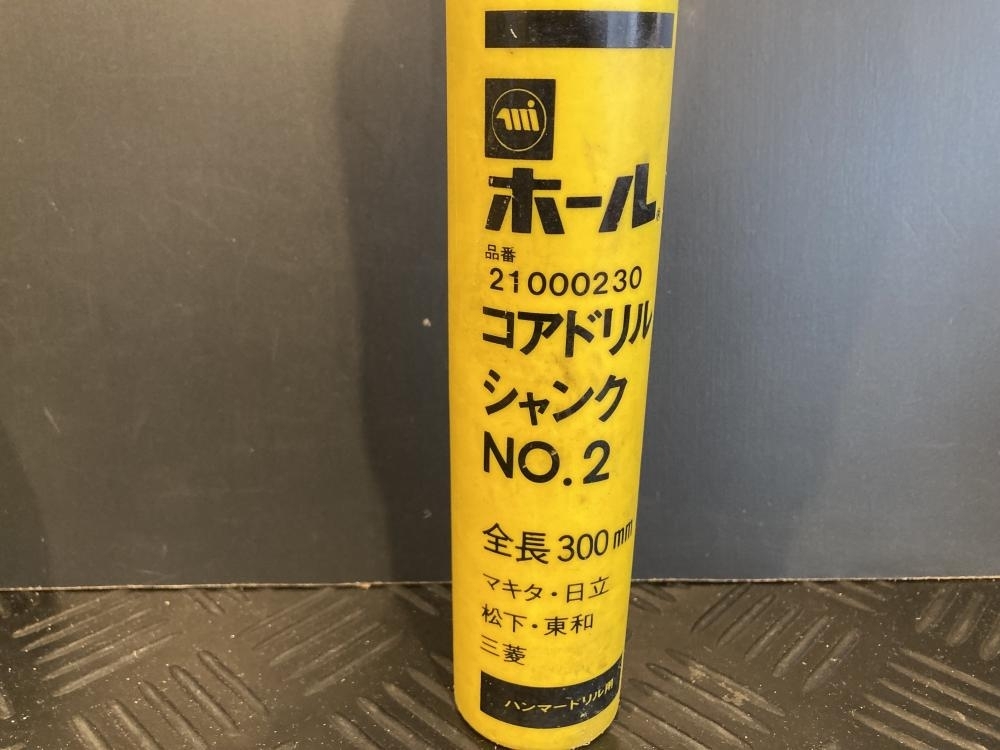 ホール®
品番
21000230
コアドリル
シャンク
NO.2
全長300mm
マキタ・日立
松下・東和
三菱
ハンマードリル用